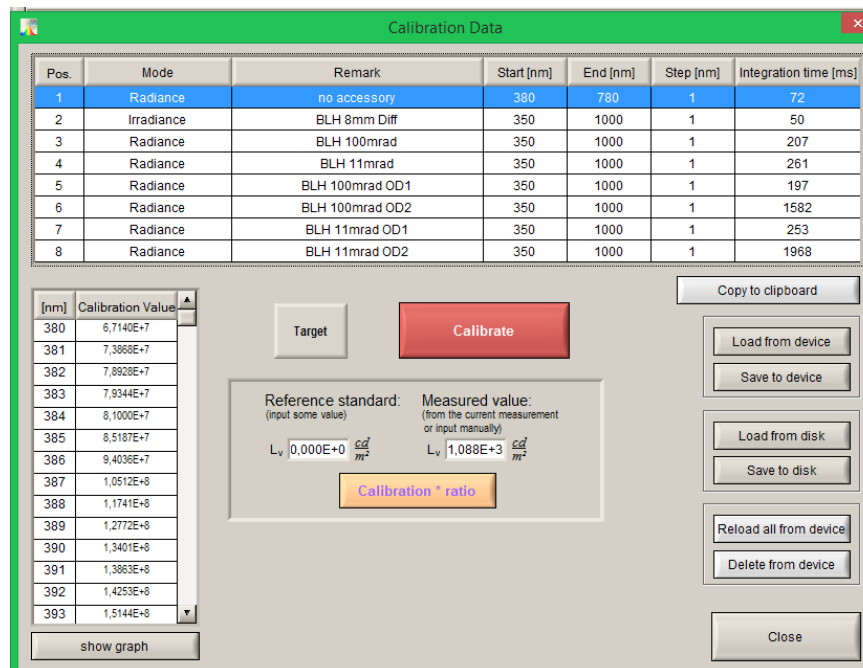 Calibration Data
x
Pos. Mode Remark Start [nm] End [nm] Step [nm] Integration time [ms]
1 Radiance no accessory 380 780 1 72
2 Irradiance BLH 8mm Diff 350 1000 1 50
3 Radiance BLH 100mrad 350 1000 1 207
4 Radiance BLH 11mrad 350 1000 1 261
5 Radiance BLH 100mrad OD1 350 1000 1 197
6 Radiance BLH 100mrad OD2 350 1000 1 1582
7 Radiance BLH 11mrad OD1 350 1000 1 253
8 Radiance BLH 11mrad OD2 350 1000 1 1968
[nm] Calibration Value
380 6,7140E+7
381 7,3868E+7
382 7,8928E+7
383 7,9344E+7
384 8,1000E+7
385 8,5187E+7
386 9,4036E+7
387 1,0512E+8
388 1,1741E+8
389 1,2772E+8
390 1,3401E+8
391 1,3863E+8
392 1,4253E+8
393 1,5144E+8
show graph
Target
Calibrate
Reference standard:
(input some value)
Lv 0,000E+0 cd/m²
Measured value:
(from the current measurement
or input manually)
Lv 1,088E+3 cd/m²
Calibration * ratio
Copy to clipboard
Load from device
Save to device
Load from disk
Save to disk
Reload all from device
Delete from device
Close